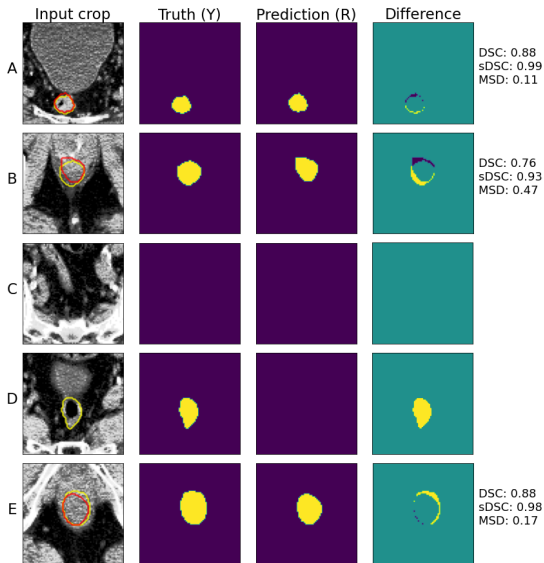 Input crop Truth (Y) Prediction (R) Difference
A
DSC: 0.88
sDSC: 0.99
MSD: 0.11
B
DSC: 0.76
sDSC: 0.93
MSD: 0.47
C
D
E
DSC: 0.88
sDSC: 0.98
MSD: 0.17